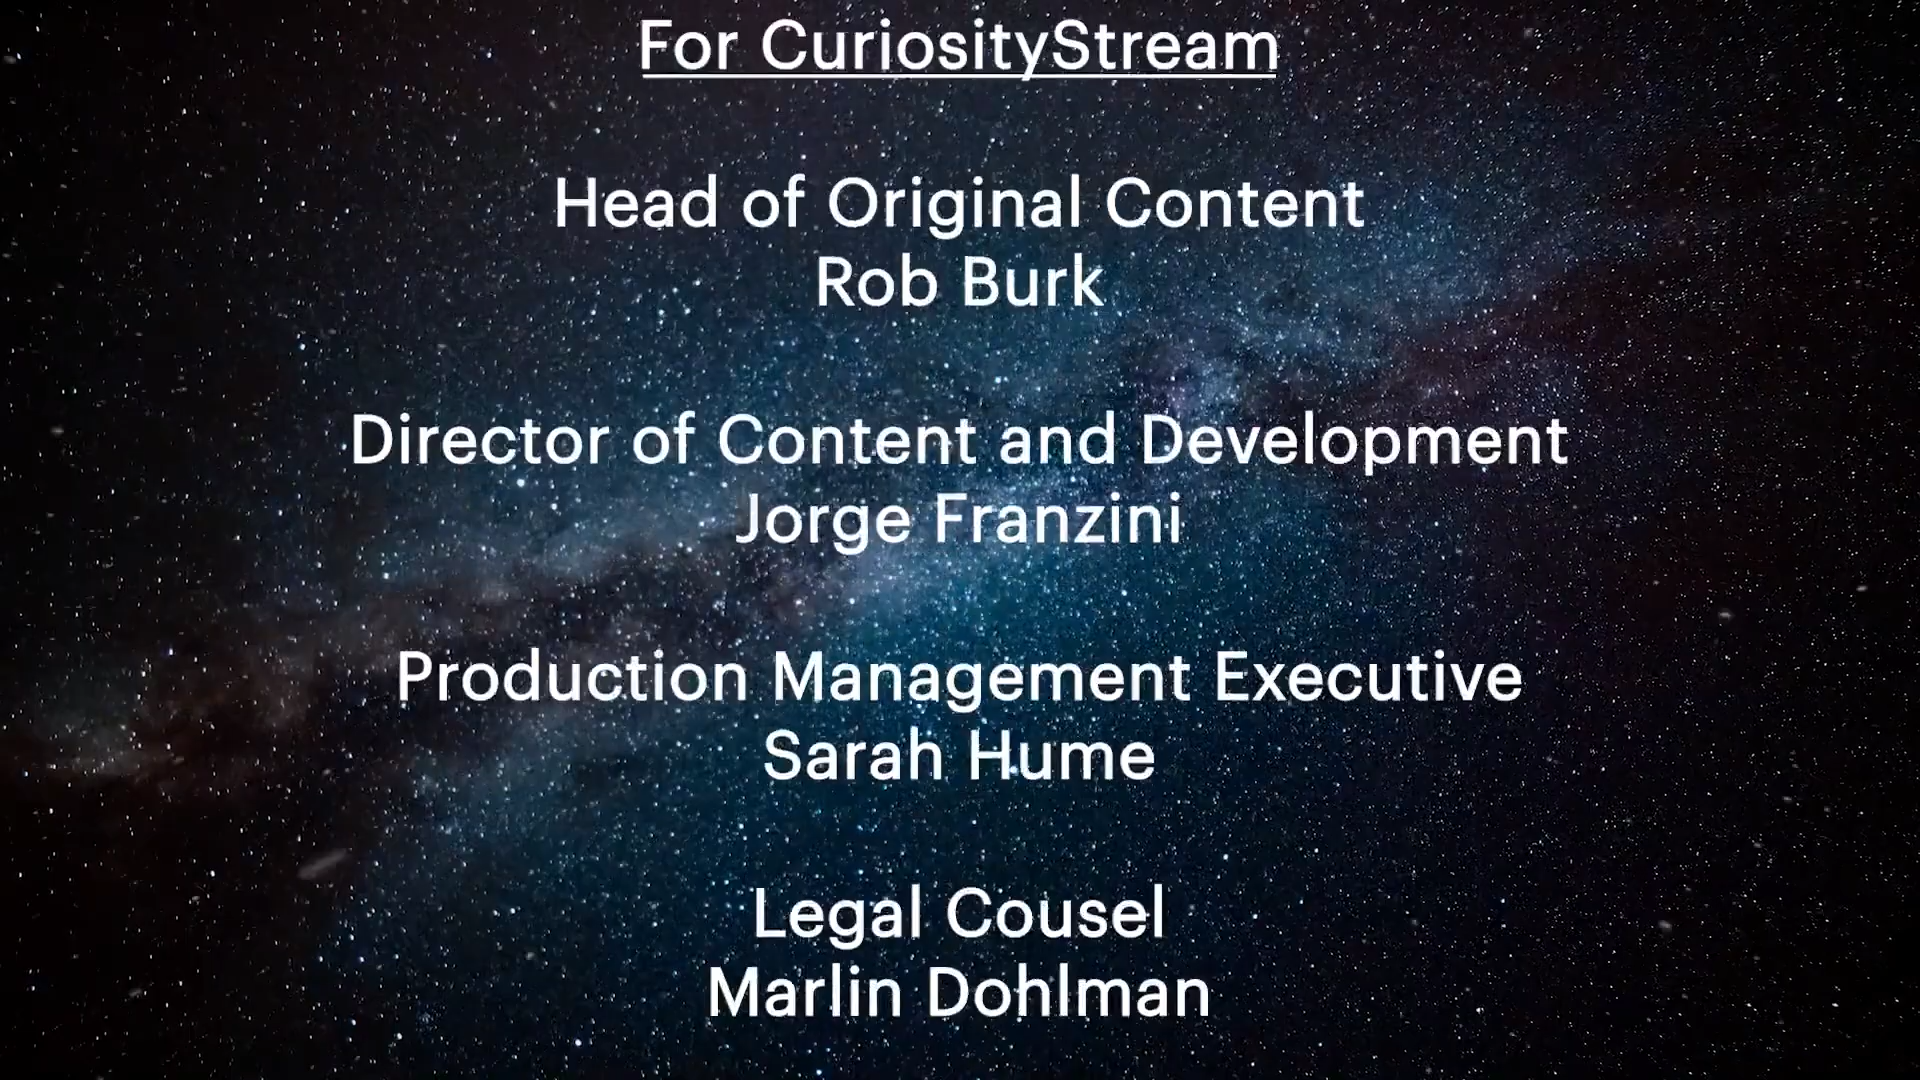 For CuriosityStream
Head of Original Content
Rob Burk
Director of Content and Development
Jorge Franzini
Production Management Executive
Sarah Hume
Legal Cousel
Marlin Dohlman